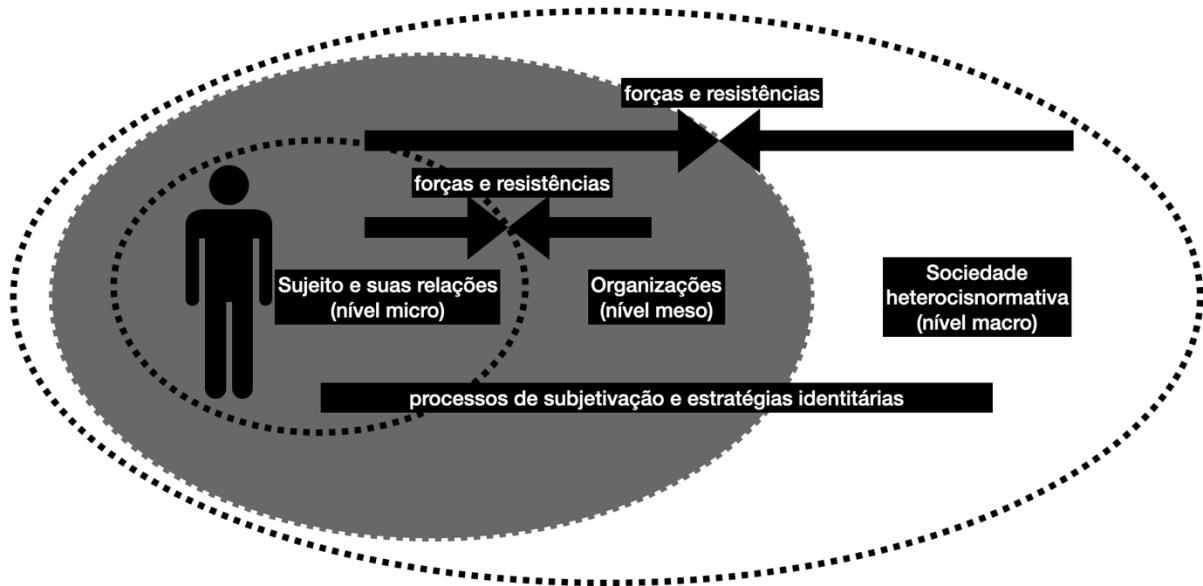 forças e resistências
forças e resistências
Sujeito e suas relações
(nível micro)
Organizações
(nível meso)
Sociedade
heterocisnormativa
(nível macro)
processos de subjetivação e estratégias identitárias